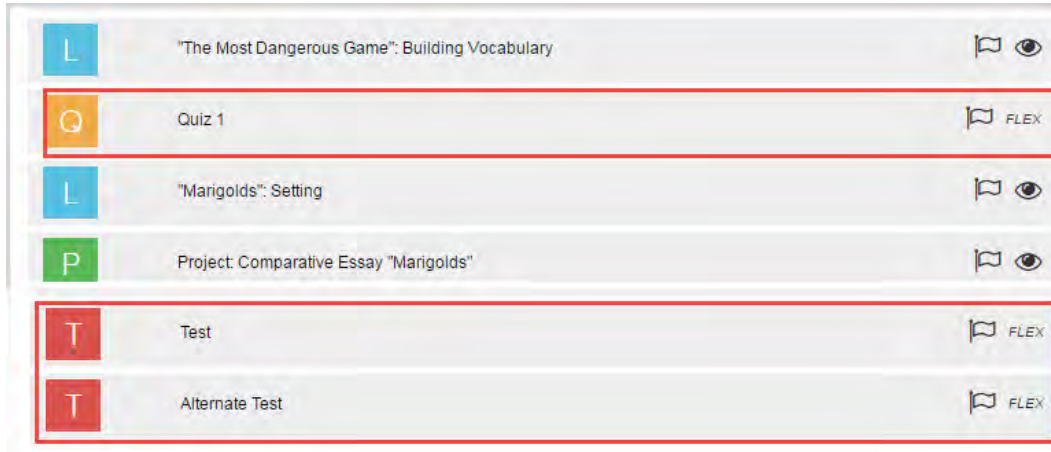 L "The Most Dangerous Game": Building Vocabulary
Q Quiz 1 FLEX
L "Marigolds": Setting
P Project: Comparative Essay "Marigolds"
T Test FLEX
T Alternate Test FLEX